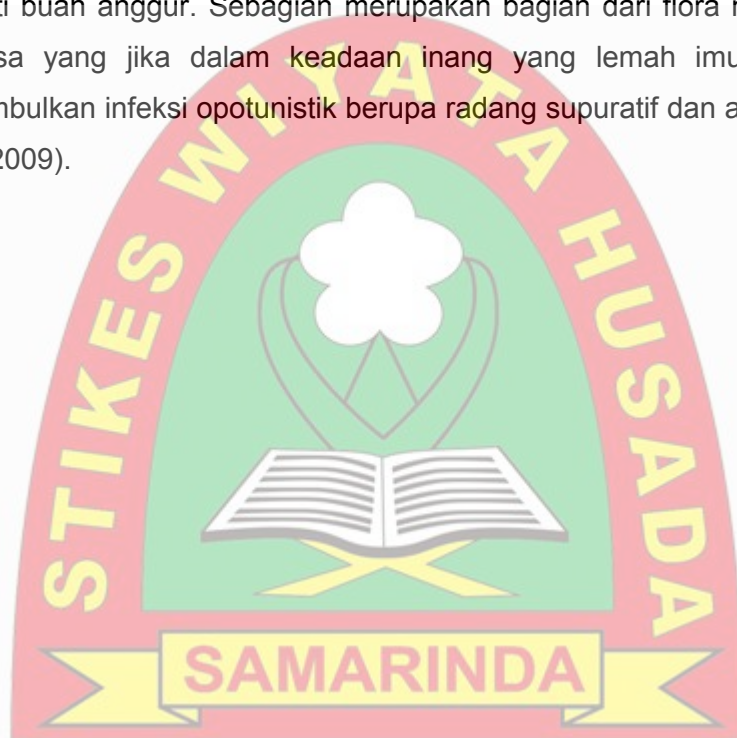 ti buah anggur. Sebagian merupakan bagian dari flora
sa yang jika dalam keadaan inang yang lemah imu
mbulkan infeksi opotunistik berupa radang supuratif dan a
2009).
STIKES WIYATA HUSADA
SAMARINDA